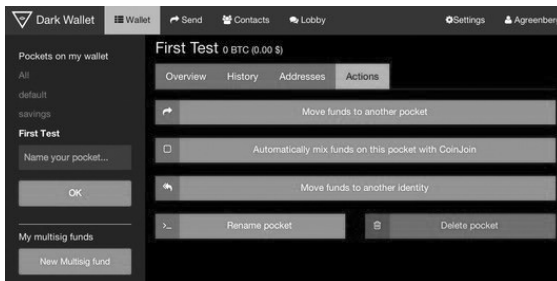 Dark Wallet Wallet Send Contacts Lobby Settings Agreenber
Pockets on my wallet
All
default
savings
First Test
Name your pocket...
OK
My multisig funds
New Multisig fund
First Test 0 BTC (0.00 $)
Overview History Addresses Actions
Move funds to another pocket
Automatically mix funds on this pocket with CoinJoin
Move funds to another identity
Rename pocket Delete pocket